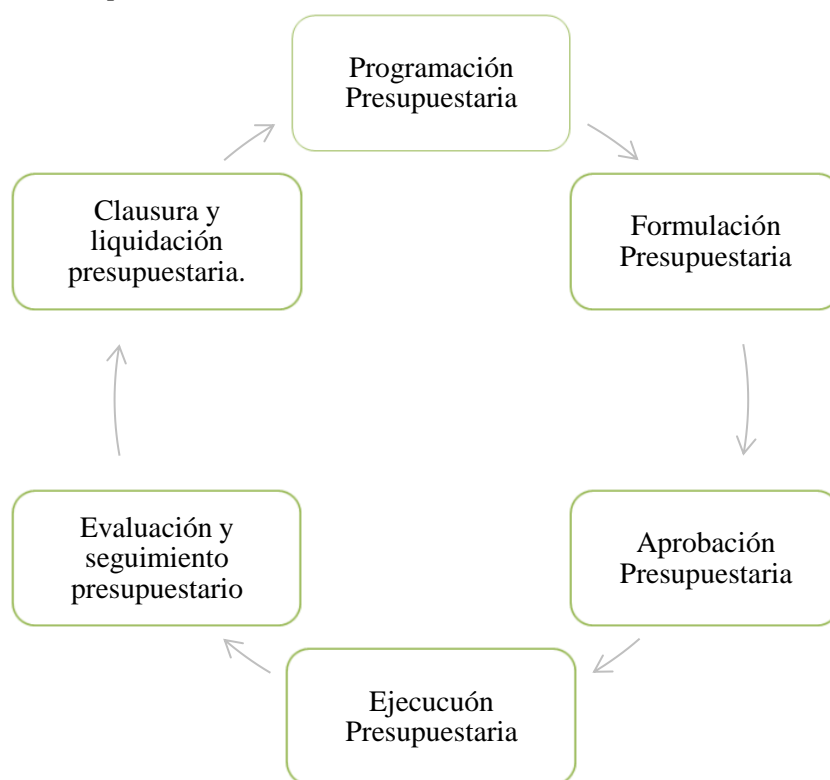 Programación
Presupuestaria
Formulación
Presupuestaria
Aprobación
Presupuestaria
Ejecucuón
Presupuestaria
Evaluación y
seguimiento
presupuestario
Clausura y
liquidación
presupuestaria.